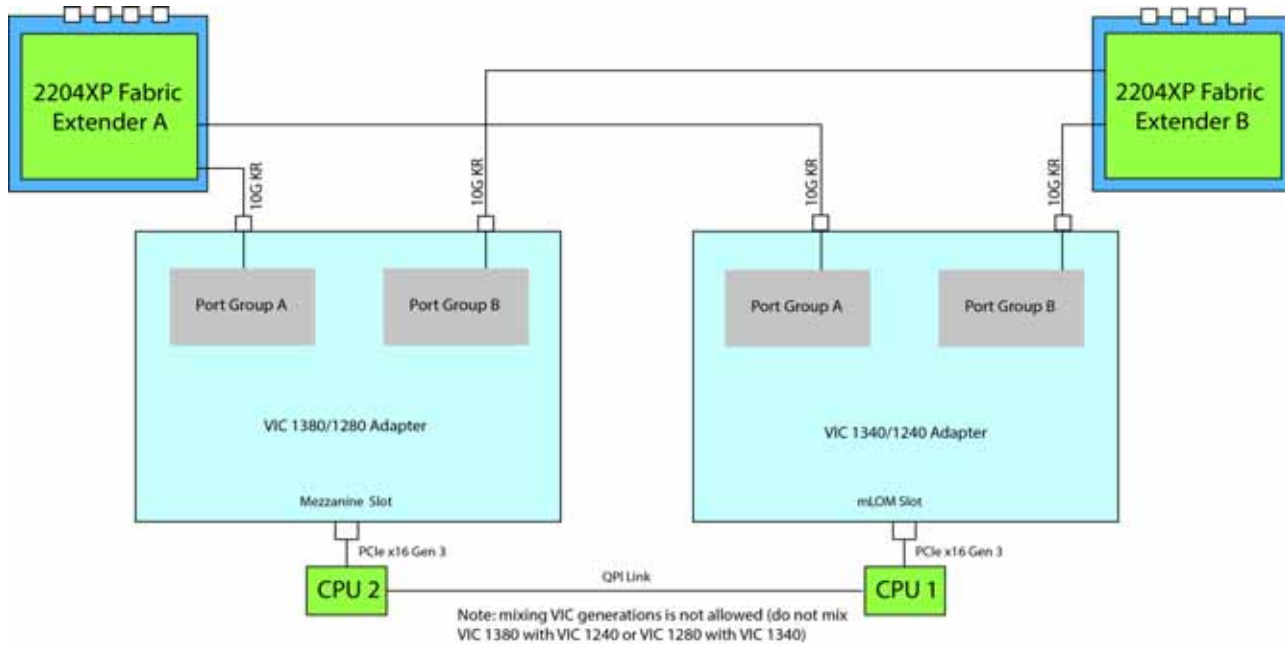 2204XP Fabric
Extender A
2204XP Fabric
Extender B
10G KR
10G KR
10G KR
10G KR
Port Group A
Port Group B
Port Group A
Port Group B
VIC 1380/1280 Adapter
VIC 1340/1240 Adapter
Mezzanine Slot
mLOM Slot
PCIe x16 Gen 3
PCIe x16 Gen 3
CPU 2
QPI Link
CPU 1
Note: mixing VIC generations is not allowed (do not mix
VIC 1380 with VIC 1240 or VIC 1280 with VIC 1340)